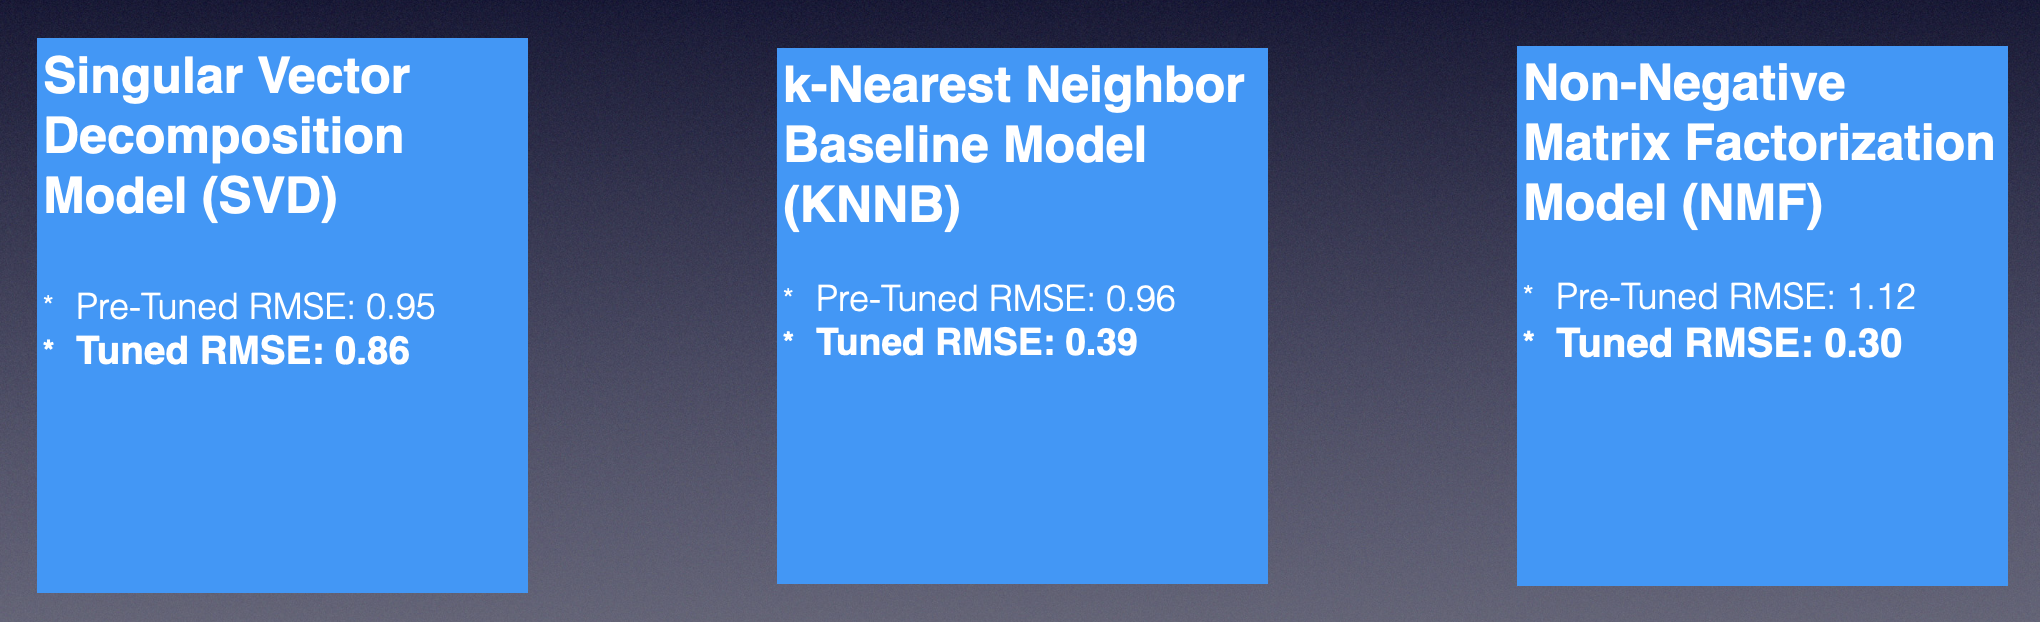 Singular Vector
Decomposition
Model (SVD)
* Pre-Tuned RMSE: 0.95
* Tuned RMSE: 0.86
k-Nearest Neighbor
Baseline Model
(KNNB)
* Pre-Tuned RMSE: 0.96
* Tuned RMSE: 0.39
Non-Negative
Matrix Factorization
Model (NMF)
* Pre-Tuned RMSE: 1.12
* Tuned RMSE: 0.30